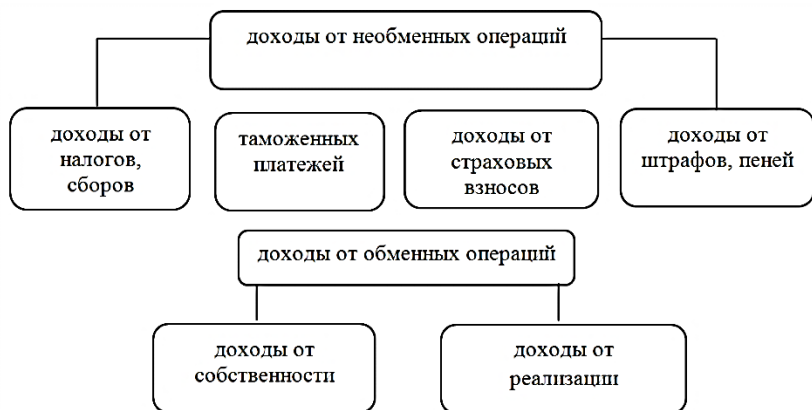 доходы от необменных операций
доходы от
налогов,
сборов
таможенных
платежей
доходы от
страховых
взносов
доходы от
штрафов, пеней
доходы от обменных операций
доходы от
собственности
доходы от
реализации